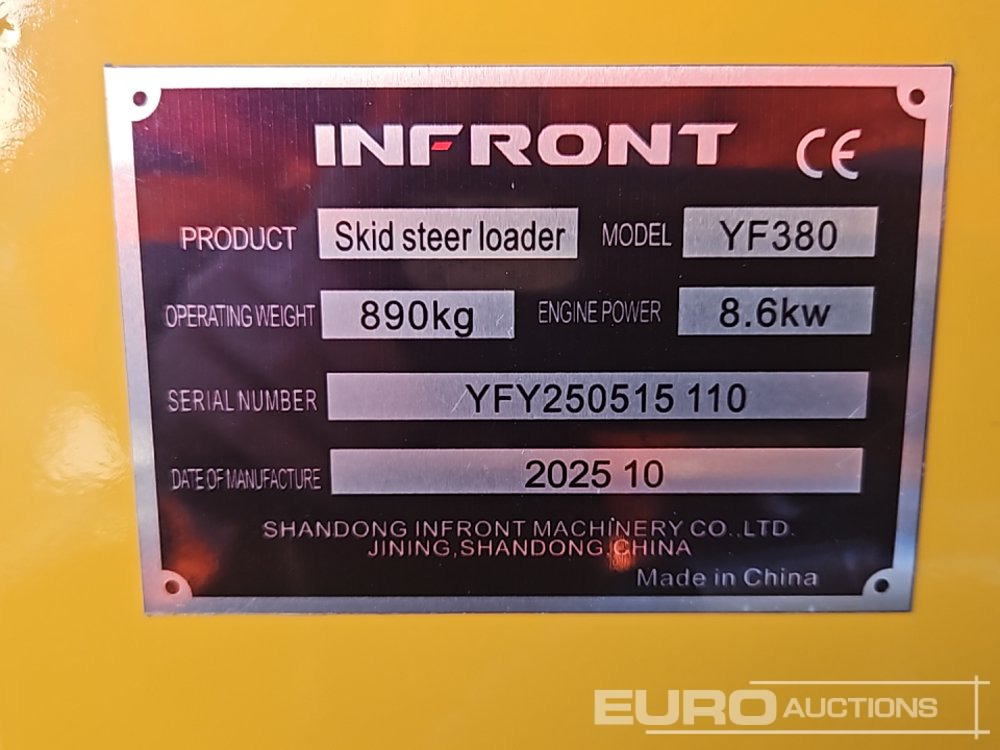 INFRONT CE
PRODUCT Skid steer loader MODEL YF380
OPERATING WEIGHT 890kg ENGINE POWER 8.6kw
SERIAL NUMBER YFY250515 110
DATE OF MANUFACTURE 2025 10
SHANDONG INFRONT MACHINERY CO.,LTD.
JINING,SHANDONG,CHINA
Made in China
EURO AUCTIONS